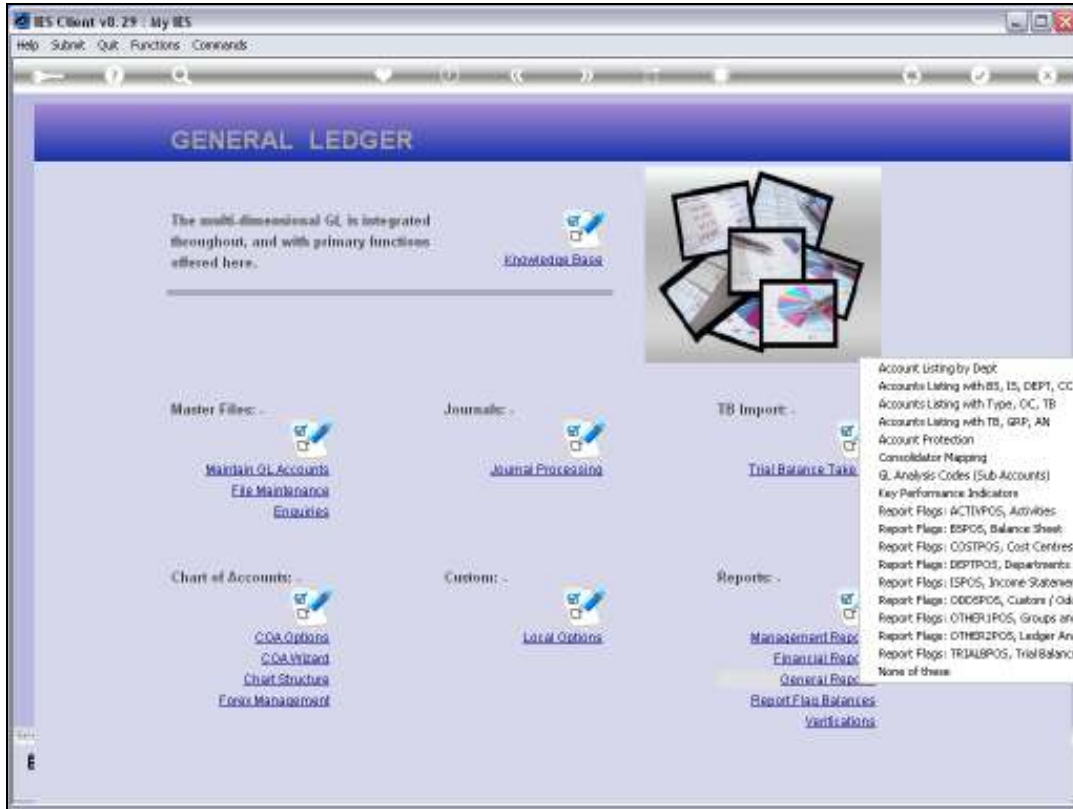 IES Client v8.29 : My IES
Help Submit Quit Functions Commands
GENERAL LEDGER
The multi-dimensional GL is integrated
throughout, and with primary functions
offered here.
Knowledge Base
Master Files: .
Maintain GL Accounts
File Maintenance
Enquiries
Journals: .
Journal Processing
TB Import: .
Trial Balance Take
Chart of Accounts: .
COA Options
COA Wizard
Chart Structure
Forex Management
Custom: .
Local Options
Reports: .
Management Repo
Financial Repo
General Repo
Report Flag Balances
Verifications
Account Listing by Dept
Accounts Listing with BS, IS, DEPT, CC
Accounts Listing with Type, OC, TB
Accounts Listing with TB, GRP, AN
Account Protection
Consolidator Mapping
GL Analysis Codes (Sub Accounts)
Key Performance Indicators
Report Flags: ACTIVPOS, Activities
Report Flags: BSPOS, Balance Sheet
Report Flags: COSTPOS, Cost Centres
Report Flags: DEPTPOS, Departments
Report Flags: ISPOS, Income Statemen
Report Flags: ODDSPOS, Custom / Odd
Report Flags: OTHER1POS, Groups an
Report Flags: OTHER2POS, Ledger An
Report Flags: TRIALBPOS, Trial Balanc
None of these